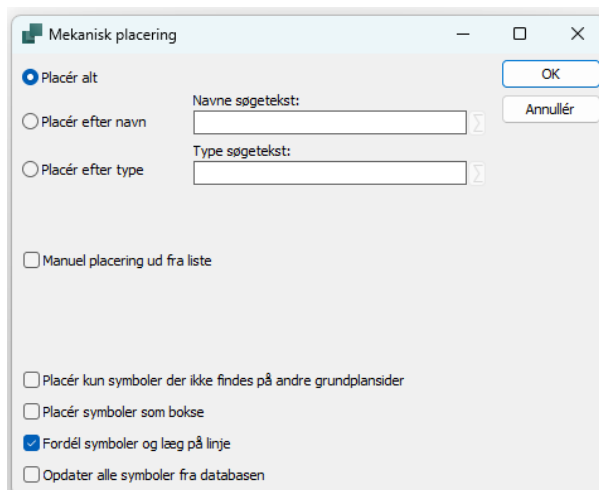 Mekanisk placering
Placér alt
OK
Navne søgetekst:
Annullér
Placér efter navn
Type søgetekst:
Placér efter type
Manuel placering ud fra liste
Placér kun symboler der ikke findes på andre grundplansider
Placér symboler som bokse
Fordél symboler og læg på linje
Opdater alle symboler fra databasen